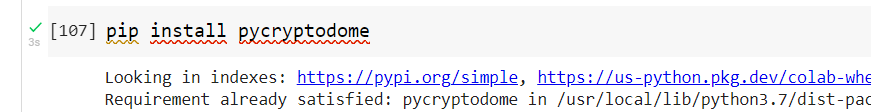 [107] pip install pycryptodome
3s
Looking in indexes: https://pypi.org/simple, https://us-python.pkg.dev/colab-whe
Requirement already satisfied: pycryptodome in /usr/local/lib/python3.7/dist-pac